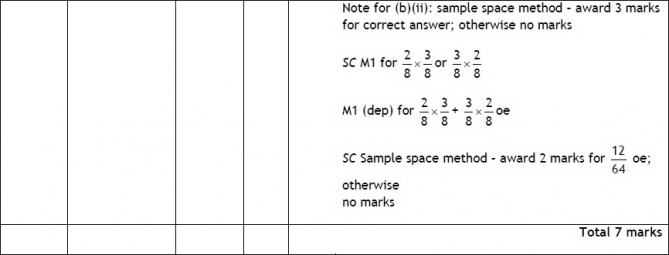 Note for (b)(ii): sample space method – award 3 marks
for correct answer; otherwise no marks
SC M1 for 2/8 × 3/8 or 3/8 × 2/8
M1 (dep) for 2/8 × 3/8 + 3/8 × 2/8 oe
SC Sample space method – award 2 marks for 12/64 oe;
otherwise
no marks
Total 7 marks